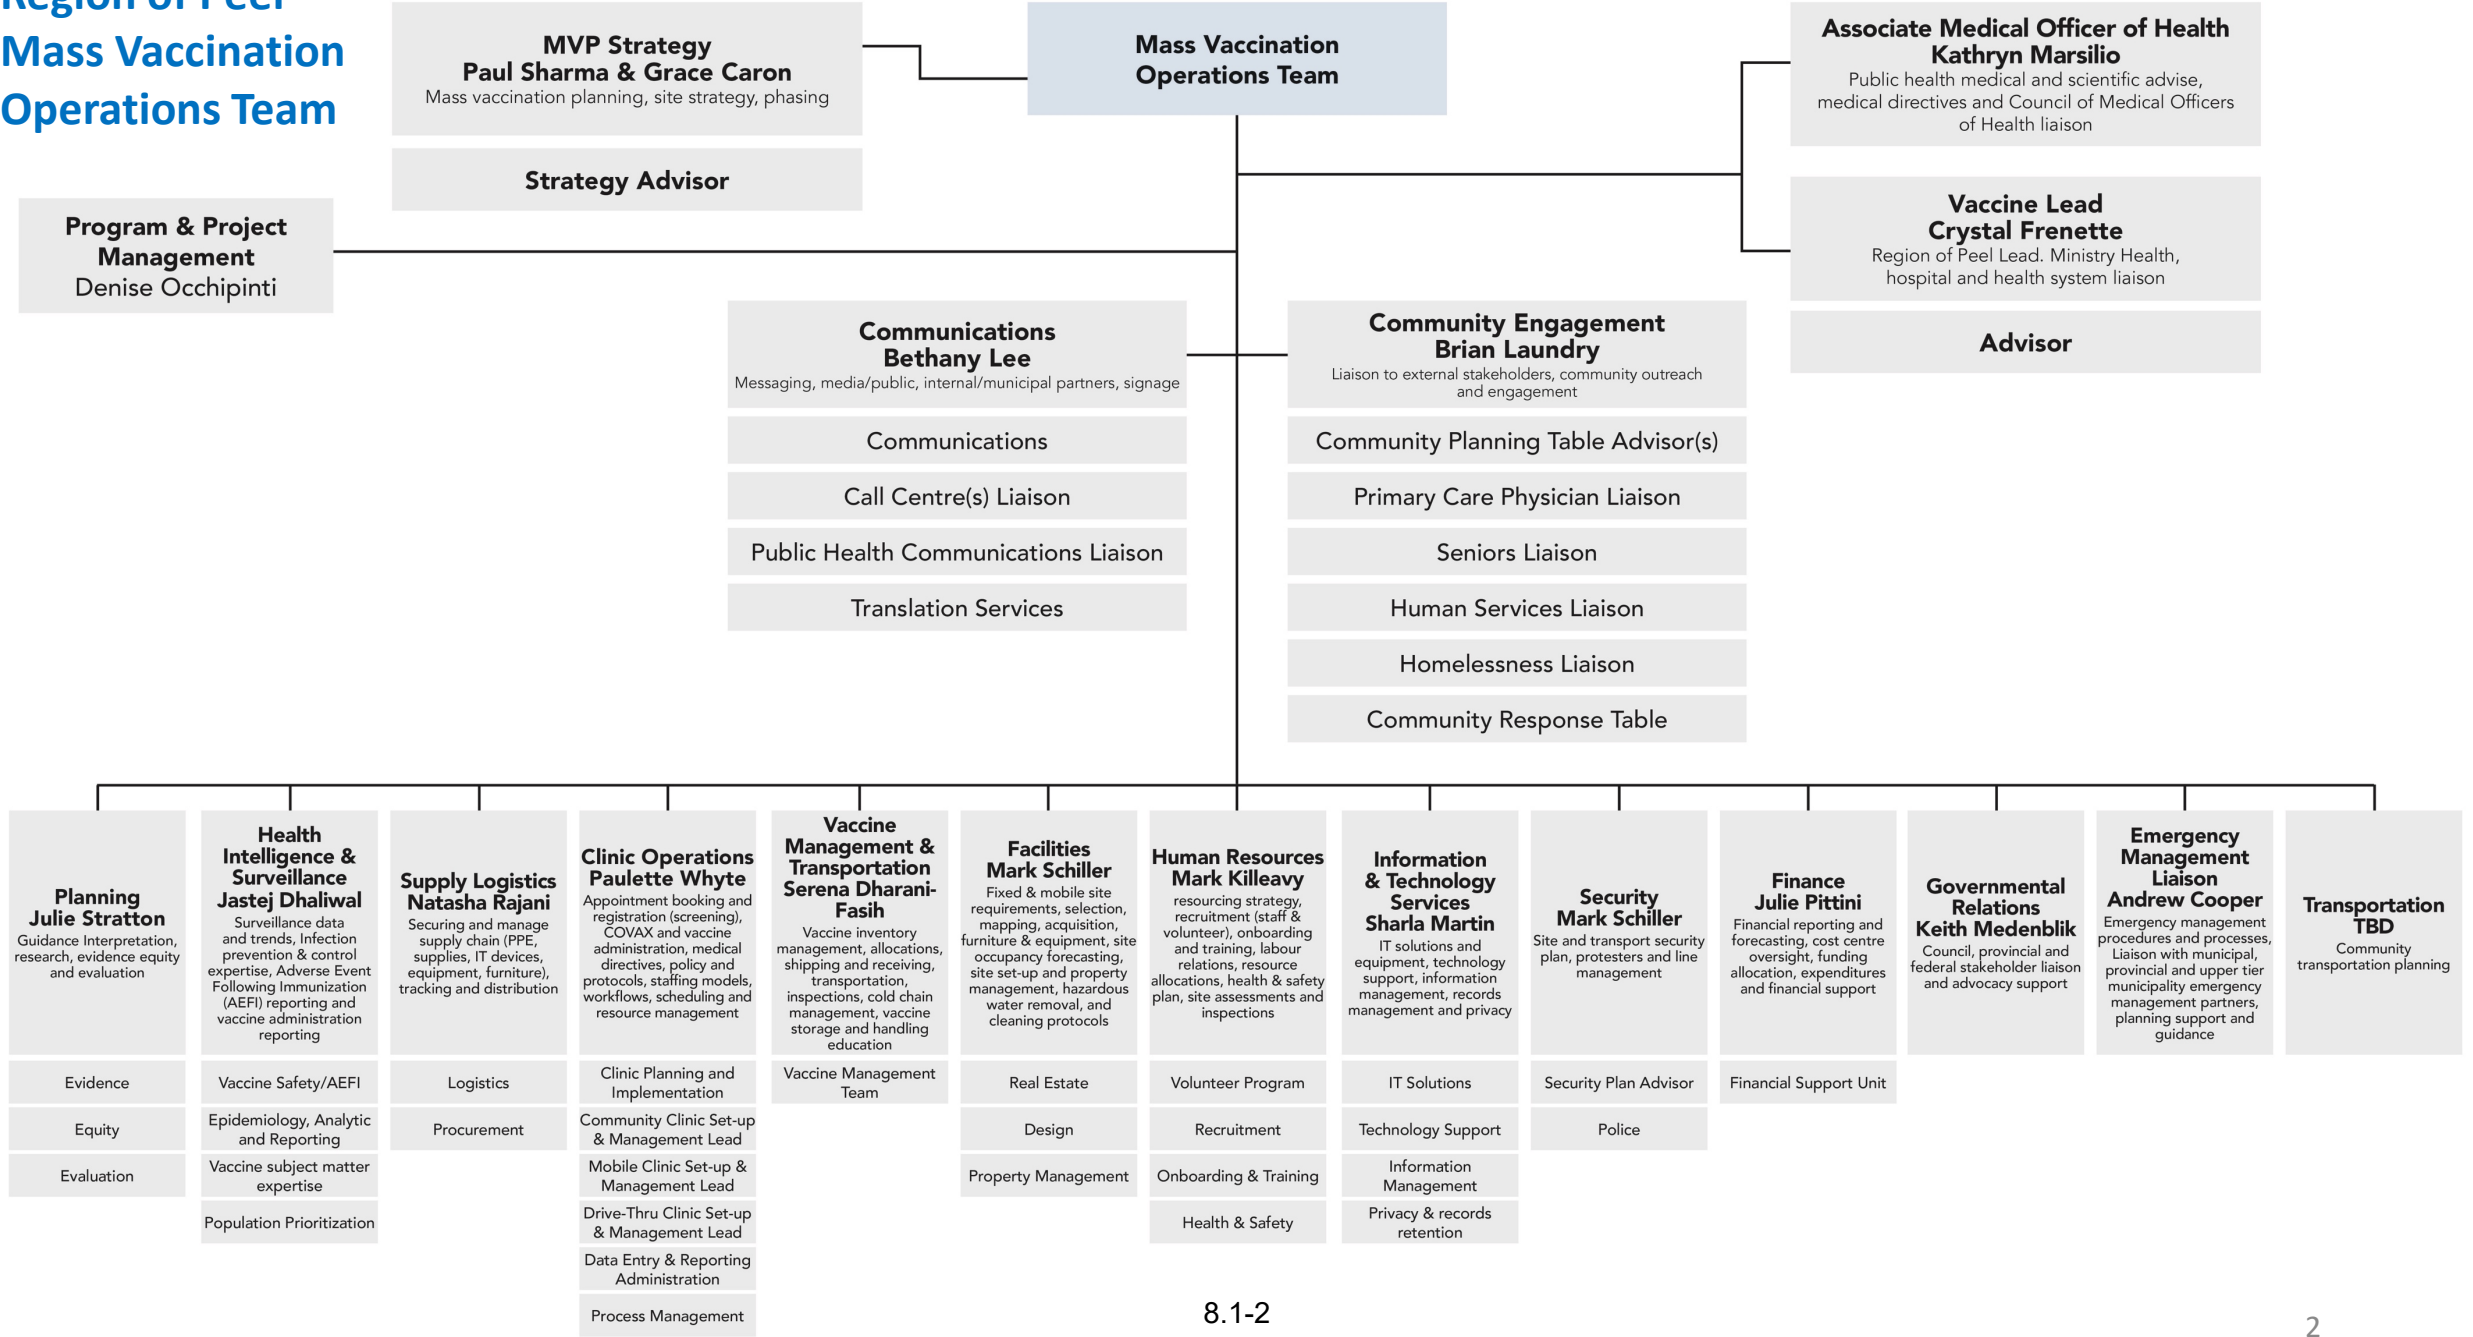 Region of Peel
Mass Vaccination
Operations Team
MVP Strategy
Paul Sharma & Grace Caron
Mass vaccination planning, site strategy, phasing
Strategy Advisor
Mass Vaccination
Operations Team
Associate Medical Officer of Health
Kathryn Marsilio
Public health medical and scientific advise,
medical directives and Council of Medical Officers
of Health liaison
Vaccine Lead
Crystal Frenette
Region of Peel Lead. Ministry Health,
hospital and health system liaison
Advisor
Program & Project
Management
Denise Occhipinti
Communications
Bethany Lee
Messaging, media/public, internal/municipal partners, signage
Communications
Call Centre(s) Liaison
Public Health Communications Liaison
Translation Services
Community Engagement
Brian Laundry
Liaison to external stakeholders, community outreach
and engagement
Community Planning Table Advisor(s)
Primary Care Physician Liaison
Seniors Liaison
Human Services Liaison
Homelessness Liaison
Community Response Table
Planning
Julie Stratton
Guidance Interpretation,
research, evidence equity
and evaluation
Evidence
Equity
Evaluation
Health
Intelligence &
Surveillance
Jastej Dhaliwal
Surveillance data
and trends, Infection
prevention & control
expertise, Adverse Event
Following Immunization
(AEFI) reporting and
vaccine administration
reporting
Vaccine Safety/AEFI
Epidemiology, Analytic
and Reporting
Vaccine subject matter
expertise
Population Prioritization
Supply Logistics
Natasha Rajani
Securing and manage
supply chain (PPE,
supplies, IT devices,
equipment, furniture),
tracking and distribution
Logistics
Procurement
Clinic Operations
Paulette Whyte
Appointment booking and
registration (screening),
COVAX and vaccine
administration, medical
directives, policy and
protocols, staffing models,
workflows, scheduling and
resource management
Clinic Planning and
Implementation
Community Clinic Set-up
& Management Lead
Mobile Clinic Set-up &
Management Lead
Drive-Thru Clinic Set-up
& Management Lead
Data Entry & Reporting
Administration
Process Management
Vaccine
Management &
Transportation
Serena Dharani-
Fasih
Vaccine inventory
management, allocations,
shipping and receiving,
transportation,
inspections, cold chain
management, vaccine
storage and handling
education
Vaccine Management
Team
Facilities
Mark Schiller
Fixed & mobile site
requirements, selection,
mapping, acquisition,
furniture & equipment, site
occupancy forecasting,
site set-up and property
management, hazardous
water removal, and
cleaning protocols
Real Estate
Design
Property Management
Human Resources
Mark Killeavy
resourcing strategy,
recruitment (staff &
volunteer), onboarding
and training, labour
relations, resource
allocations, health & safety
plan, site assessments and
inspections
Volunteer Program
Recruitment
Onboarding & Training
Health & Safety
Information
& Technology
Services
Sharla Martin
IT solutions and
equipment, technology
support, information
management, records
management and privacy
IT Solutions
Technology Support
Information
Management
Privacy & records
retention
Security
Mark Schiller
Site and transport security
plan, protesters and line
management
Security Plan Advisor
Police
Finance
Julie Pittini
Financial reporting and
forecasting, cost centre
oversight, funding
allocation, expenditures
and financial support
Financial Support Unit
Governmental
Relations
Keith Medenblik
Council, provincial and
federal stakeholder liaison
and advocacy support
Emergency
Management
Liaison
Andrew Cooper
Emergency management
procedures and processes,
Liaison with municipal,
provincial and upper tier
municipality emergency
management partners,
planning support and
guidance
Transportation
TBD
Community
transportation planning
8.1-2
2